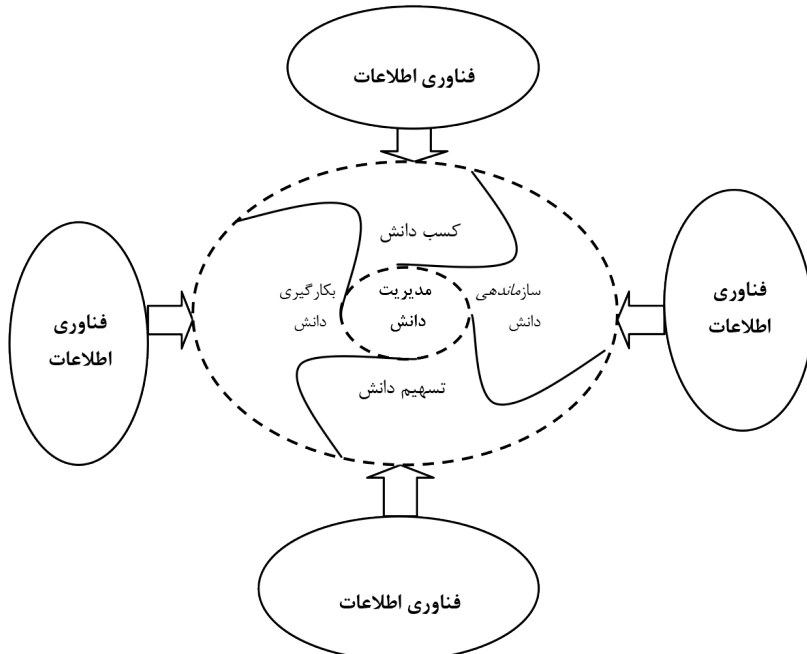 فناوری اطلاعات
کسب دانش
سازماندهی
دانش
مدیریت
دانش
بکارگیری
دانش
تسهیم دانش
فناوری
اطلاعات
فناوری
اطلاعات
فناوری اطلاعات